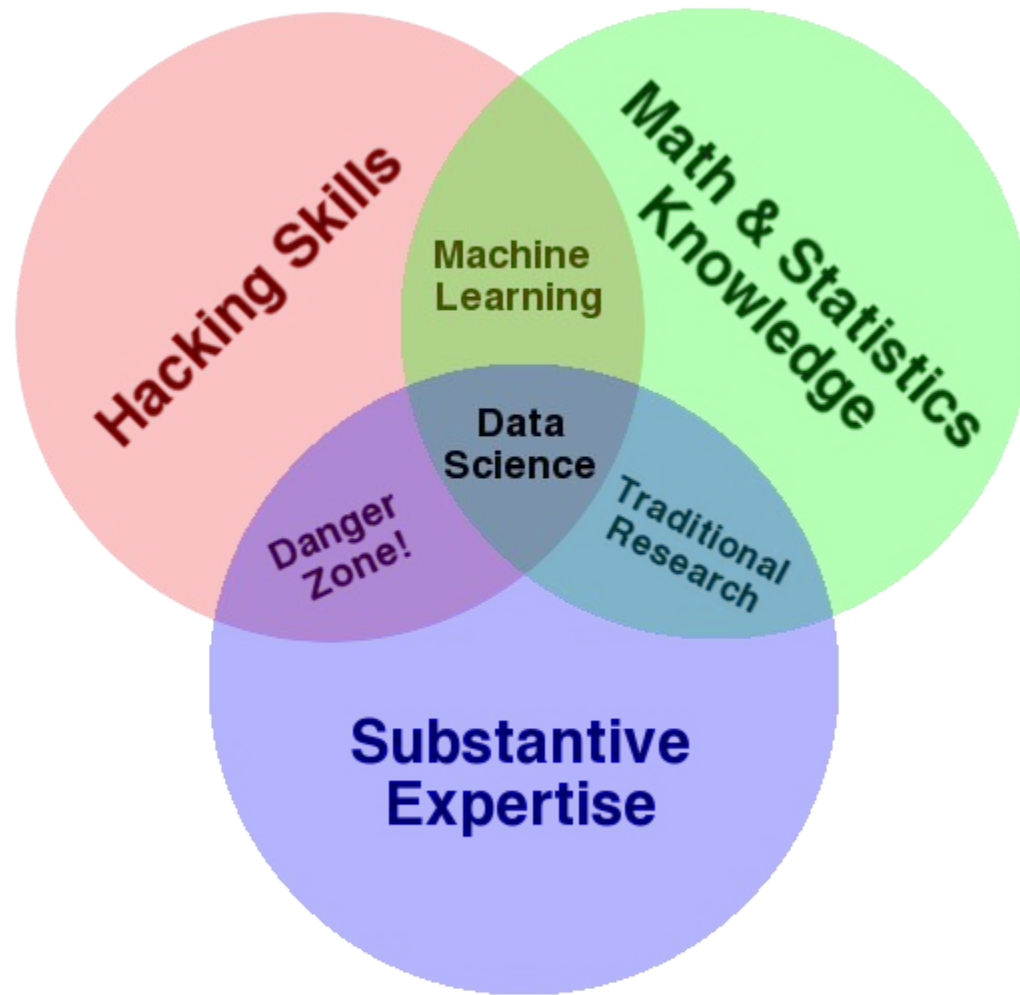 Hacking Skills
Math & Statistics
Knowledge
Machine
Learning
Data
Science
Danger
Zone!
Traditional
Research
Substantive
Expertise